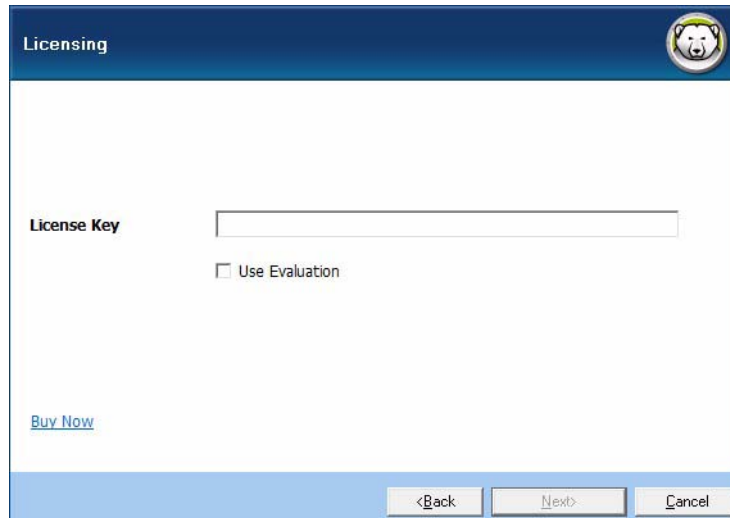 Licensing
License Key
Use Evaluation
Buy Now
<Back Next> Cancel